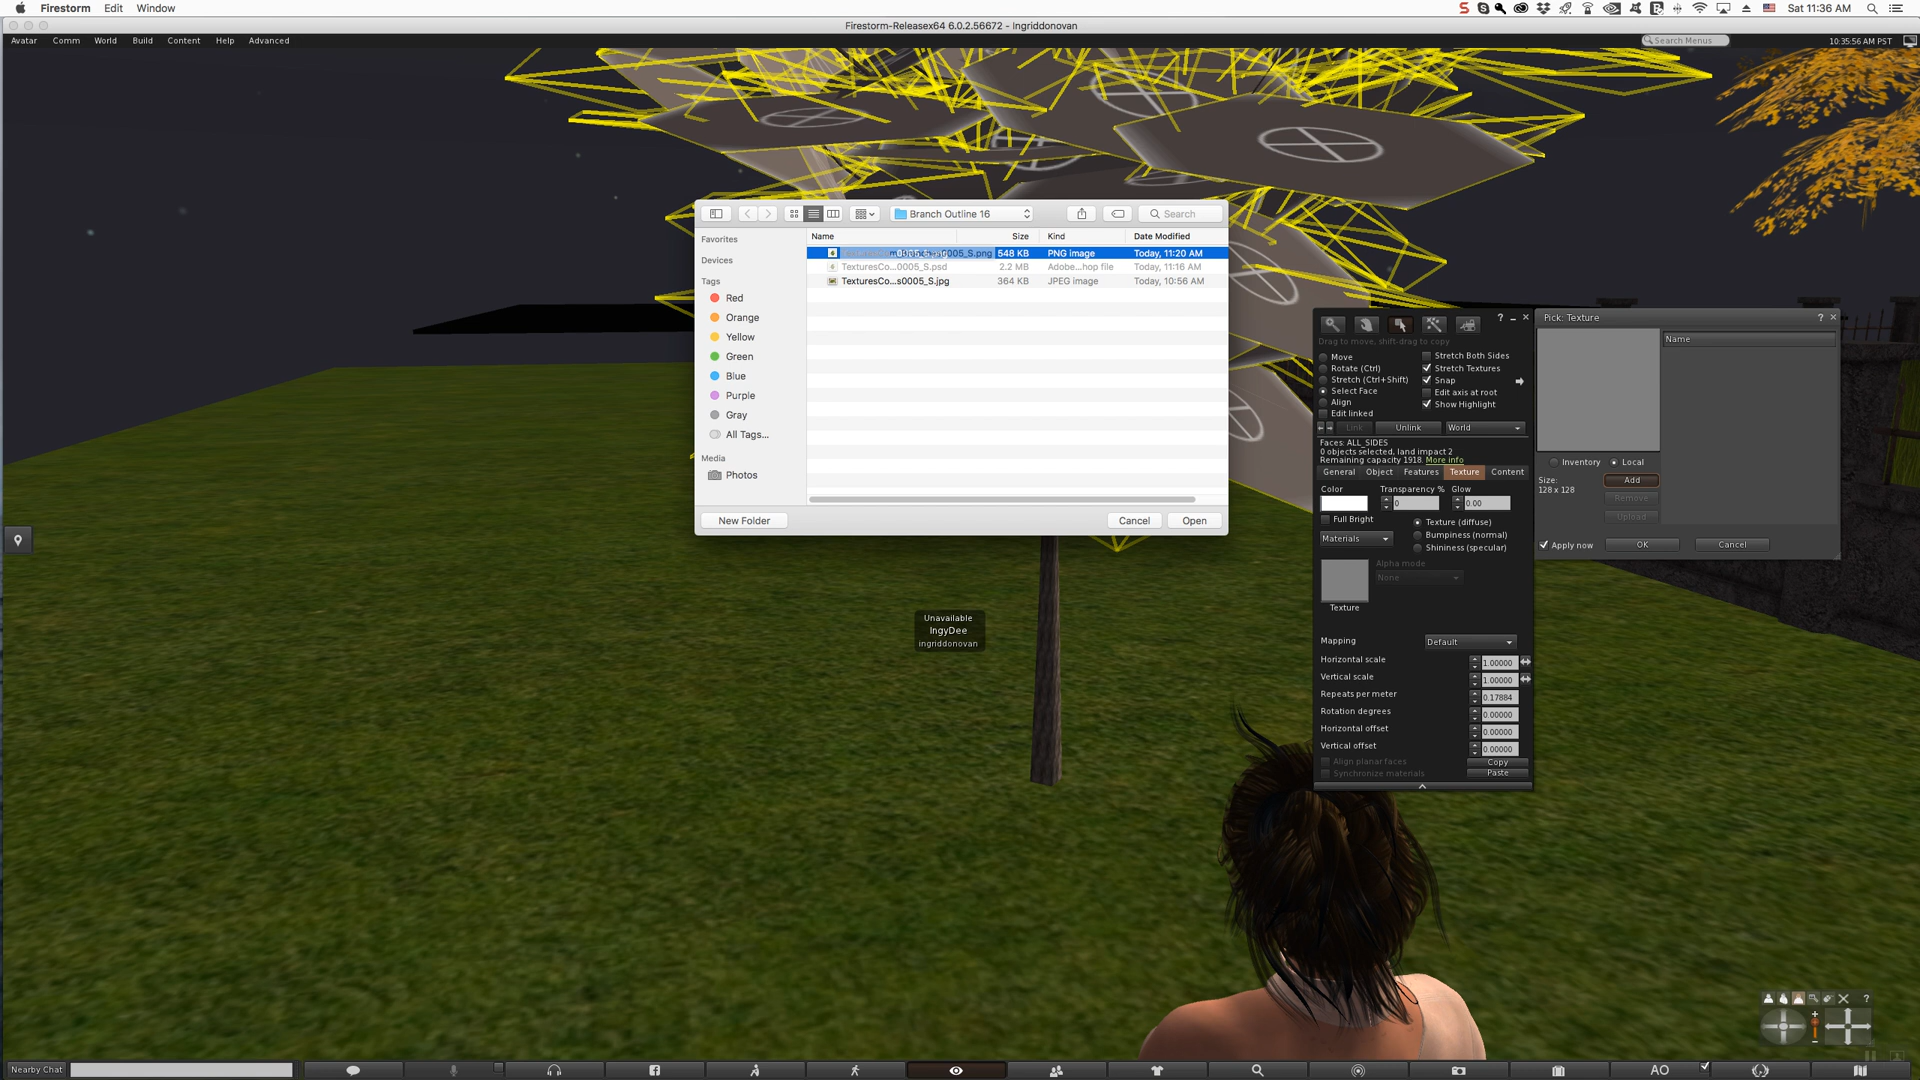 Firestorm Edit Window
Sat 11:36 AM
Firestorm-Releasex64 6.0.2.56672 - Ingriddonovan
Avatar Comm World Build Content Help Advanced
Search Menus
10:35:56 AM PST
Branch Outline 16
Search
Favorites
Devices
Tags
Red
Orange
Yellow
Green
Blue
Purple
Gray
All Tags...
Media
Photos
Name Size Kind Date Modified
0005_S.png 548 KB PNG image Today, 11:20 AM
TexturesCo...0005_S.psd 2.2 MB Adobe...hop file Today, 11:16 AM
TexturesCo...s0005_S.jpg 364 KB JPEG image Today, 10:56 AM
New Folder Cancel Open
? _ ×
Drag to move, shift-drag to copy
Move
Rotate (Ctrl)
Stretch (Ctrl+Shift)
Select Face
Align
Edit linked
Stretch Both Sides
Stretch Textures
Snap
Edit axis at root
Show Highlight
Link Unlink World
Faces: ALL_SIDES
0 objects selected, land impact 2
Remaining capacity 1918. More info
General Object Features Texture Content
Color Transparency % Glow
0 0.00
Full Bright
Materials
Texture (diffuse)
Bumpiness (normal)
Shininess (specular)
Alpha mode
None
Texture
Mapping Default
Horizontal scale 1.00000
Vertical scale 1.00000
Repeats per meter 0.17884
Rotation degrees 0.00000
Horizontal offset 0.00000
Vertical offset 0.00000
Align planar faces Copy
Synchronize materials Paste
Pick: Texture ? ×
Name
Inventory Local
Size:
128 x 128
Add
Remove
Upload
Apply now OK Cancel
Unavailable
IngyDee
ingriddonovan
?
Nearby Chat
AO